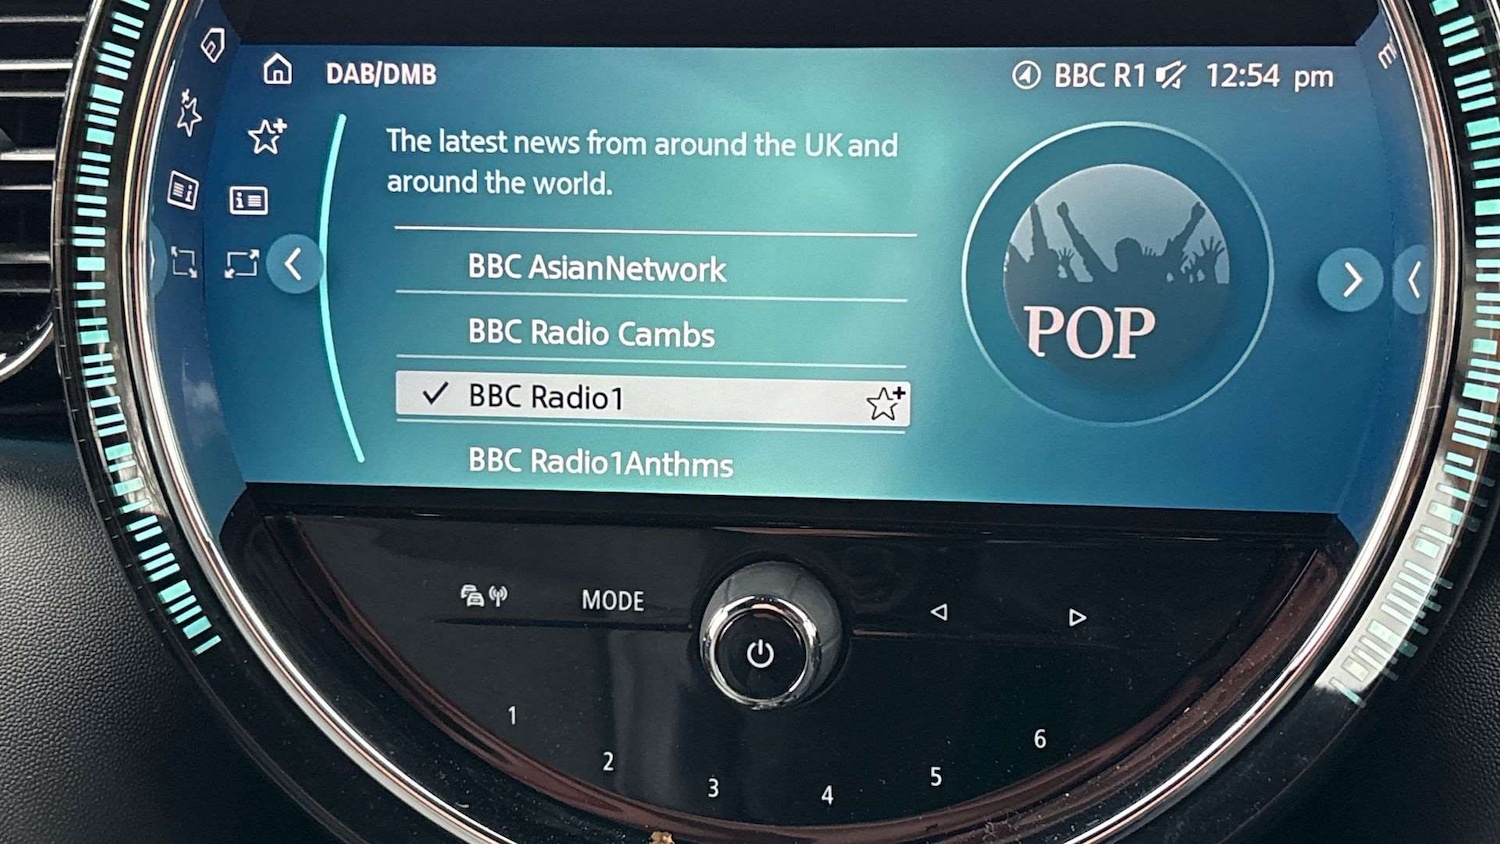 DAB/DMB
BBC R1 12:54 pm
The latest news from around the UK and
around the world.
BBC AsianNetwork
BBC Radio Cambs
BBC Radio1
BBC Radio1Anthms
POP
MODE
1
2
3
4
5
6